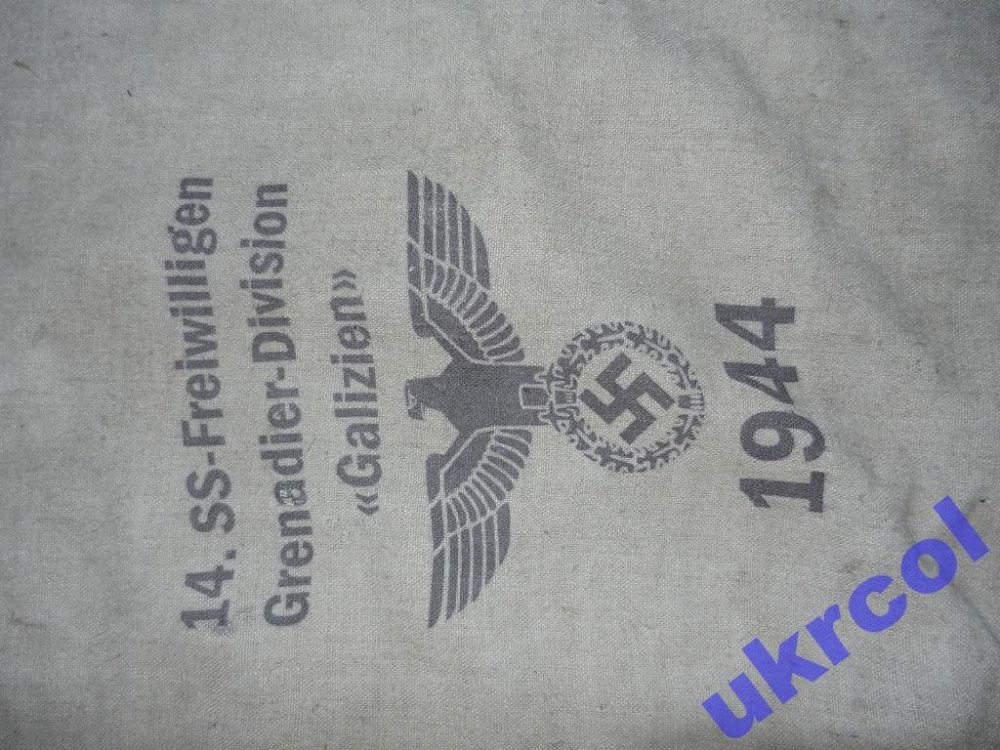 14. SS-Freiwilligen
Grenadier-Division
«Galizien»
1944
ukrcol